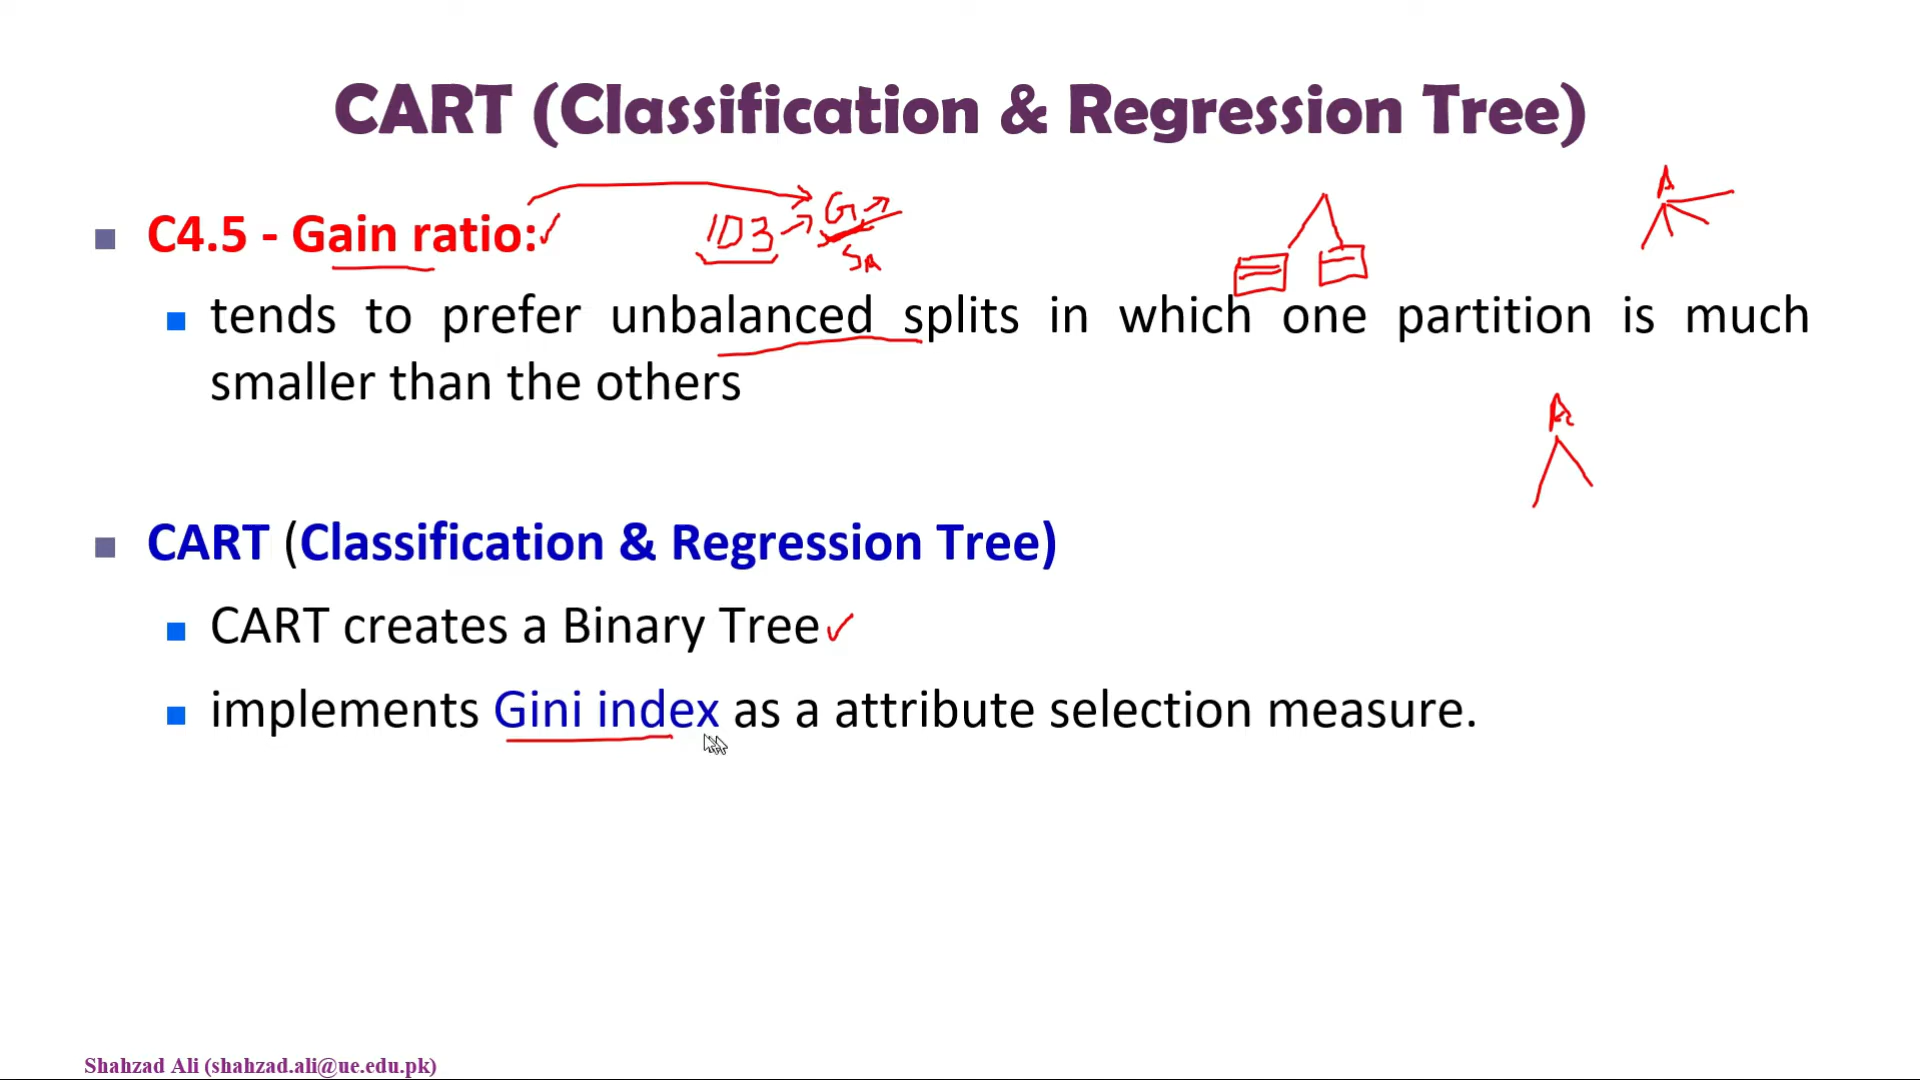 CART (Classification & Regression Tree)
C4.5 - Gain ratio:
ID3
G
SA
A
tends to prefer unbalanced splits in which one partition is much
smaller than the others
A
CART (Classification & Regression Tree)
CART creates a Binary Tree
implements Gini index as a attribute selection measure.
Shahzad Ali (shahzad.ali@ue.edu.pk)